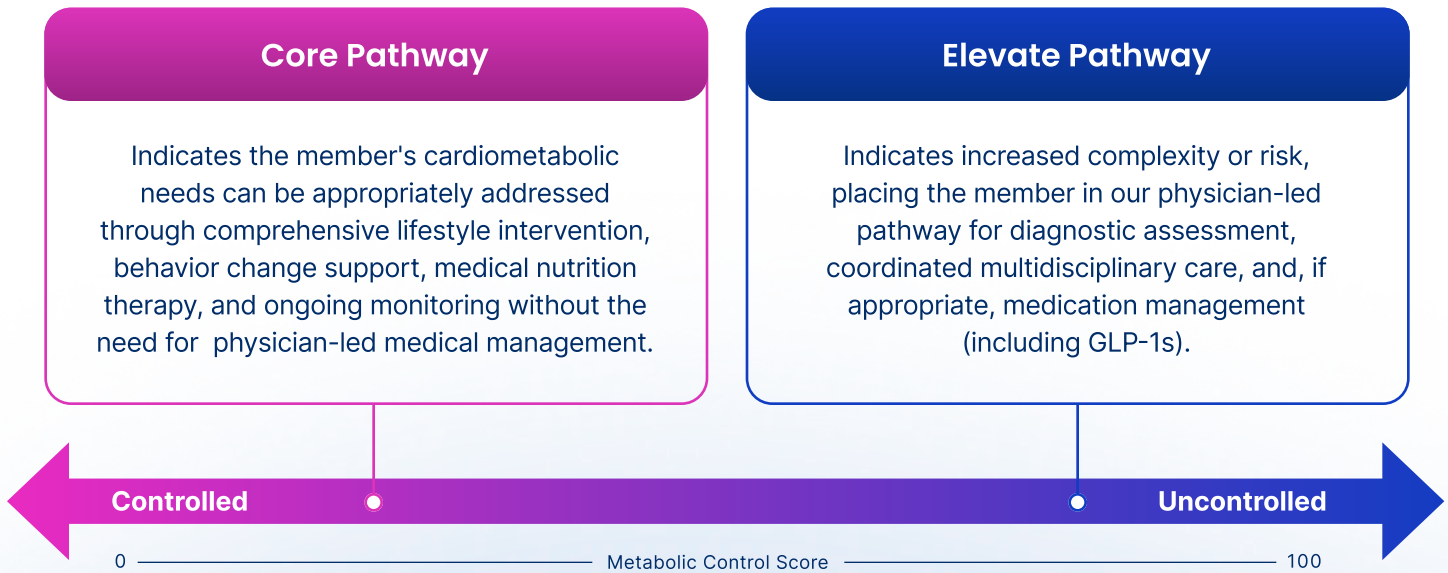 Core Pathway
Indicates the member's cardiometabolic
needs can be appropriately addressed
through comprehensive lifestyle intervention,
behavior change support, medical nutrition
therapy, and ongoing monitoring without the
need for  physician-led medical management.
Elevate Pathway
Indicates increased complexity or risk,
placing the member in our physician-led
pathway for diagnostic assessment,
coordinated multidisciplinary care, and, if
appropriate, medication management
(including GLP-1s).
Controlled
Uncontrolled
0
Metabolic Control Score
100